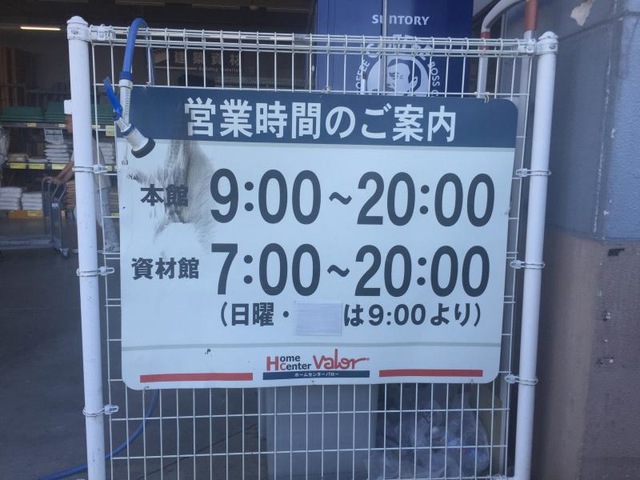 SUNTORY
COFFEE BOSS
営業時間のご案内
本館 9:00~20:00
資材館 7:00~20:00
(日曜・ は9:00より)
Home Center Valor
ホームセンターバロー